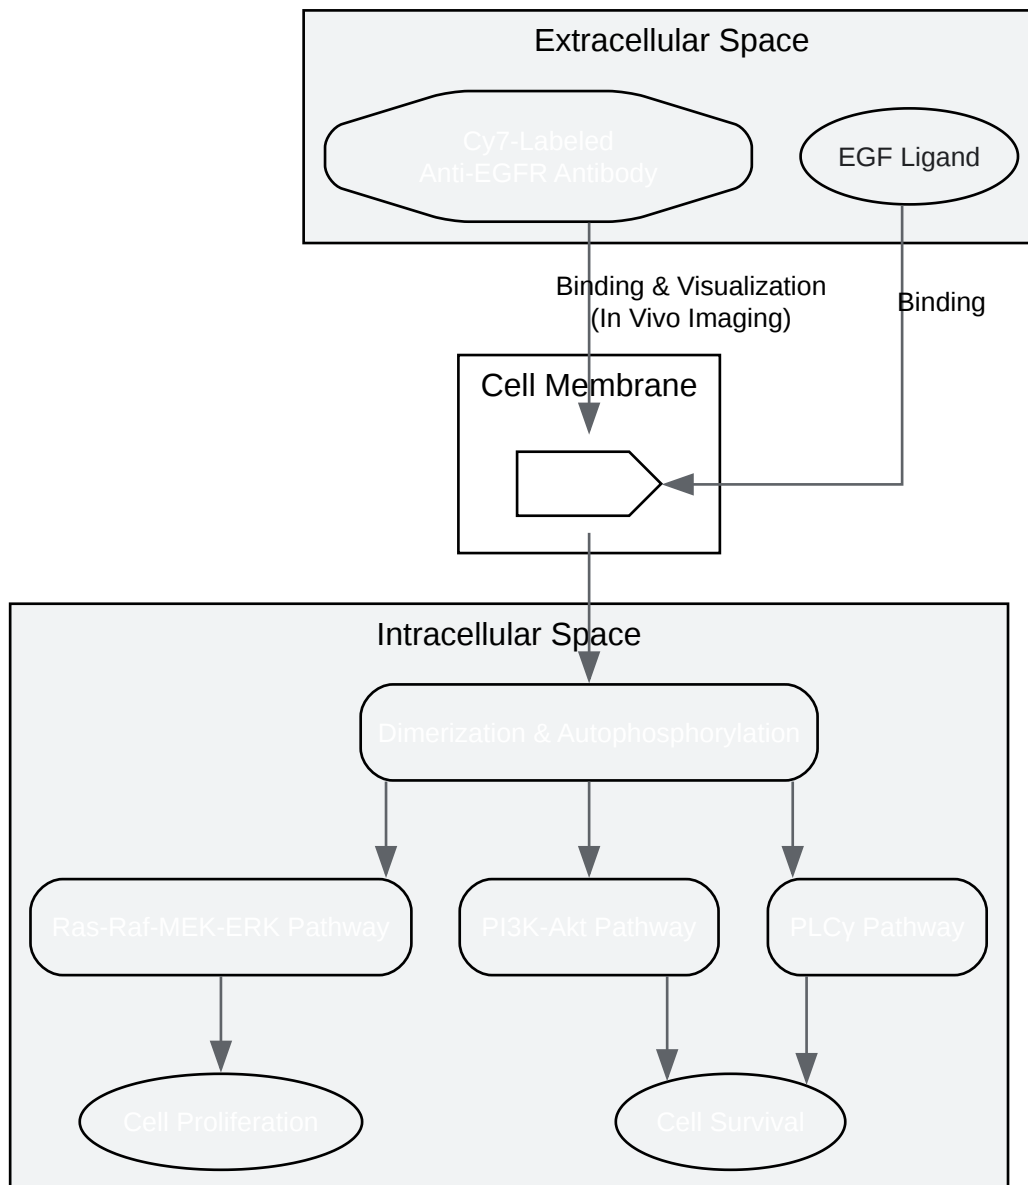 Extracellular Space
Cy7-Labeled
Anti-EGFR Antibody
EGF Ligand
Binding & Visualization
(In Vivo Imaging)
Binding
Cell Membrane
Intracellular Space
Dimerization & Autophosphorylation
Ras-Raf-MEK-ERK Pathway
PI3K-Akt Pathway
PLCγ Pathway
Cell Proliferation
Cell Survival